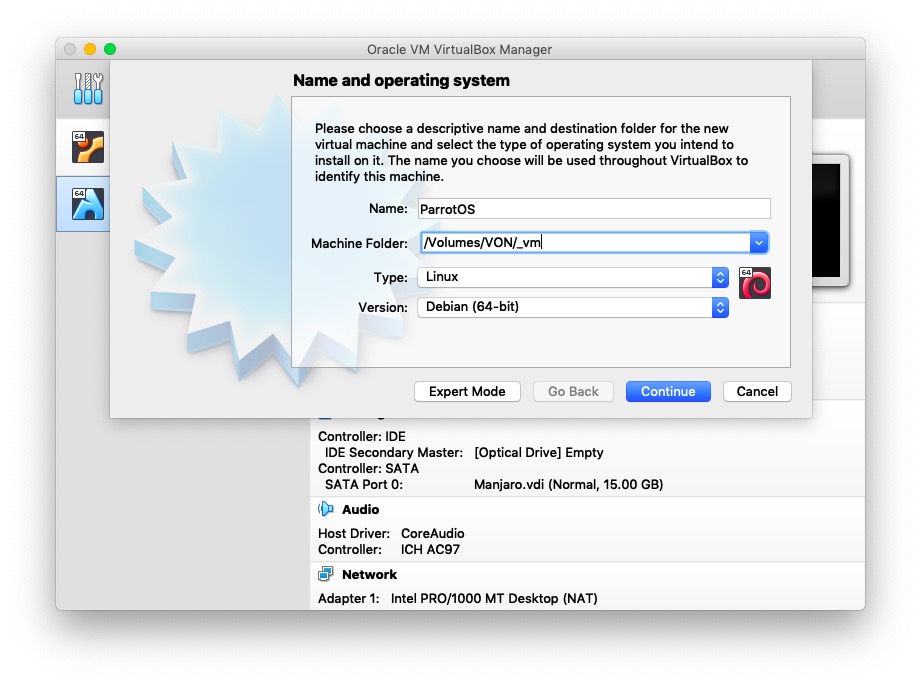 Oracle VM VirtualBox Manager
Name and operating system
Please choose a descriptive name and destination folder for the new
virtual machine and select the type of operating system you intend to
install on it. The name you choose will be used throughout VirtualBox to
identify this machine.
Name: ParrotOS
Machine Folder: /Volumes/VON/_vm
Type: Linux
64
Version: Debian (64-bit)
64
64
Expert Mode Go Back Continue Cancel
Controller: IDE
IDE Secondary Master: [Optical Drive] Empty
Controller: SATA
SATA Port 0: Manjaro.vdi (Normal, 15.00 GB)
Audio
Host Driver: CoreAudio
Controller: ICH AC97
Network
Adapter 1: Intel PRO/1000 MT Desktop (NAT)